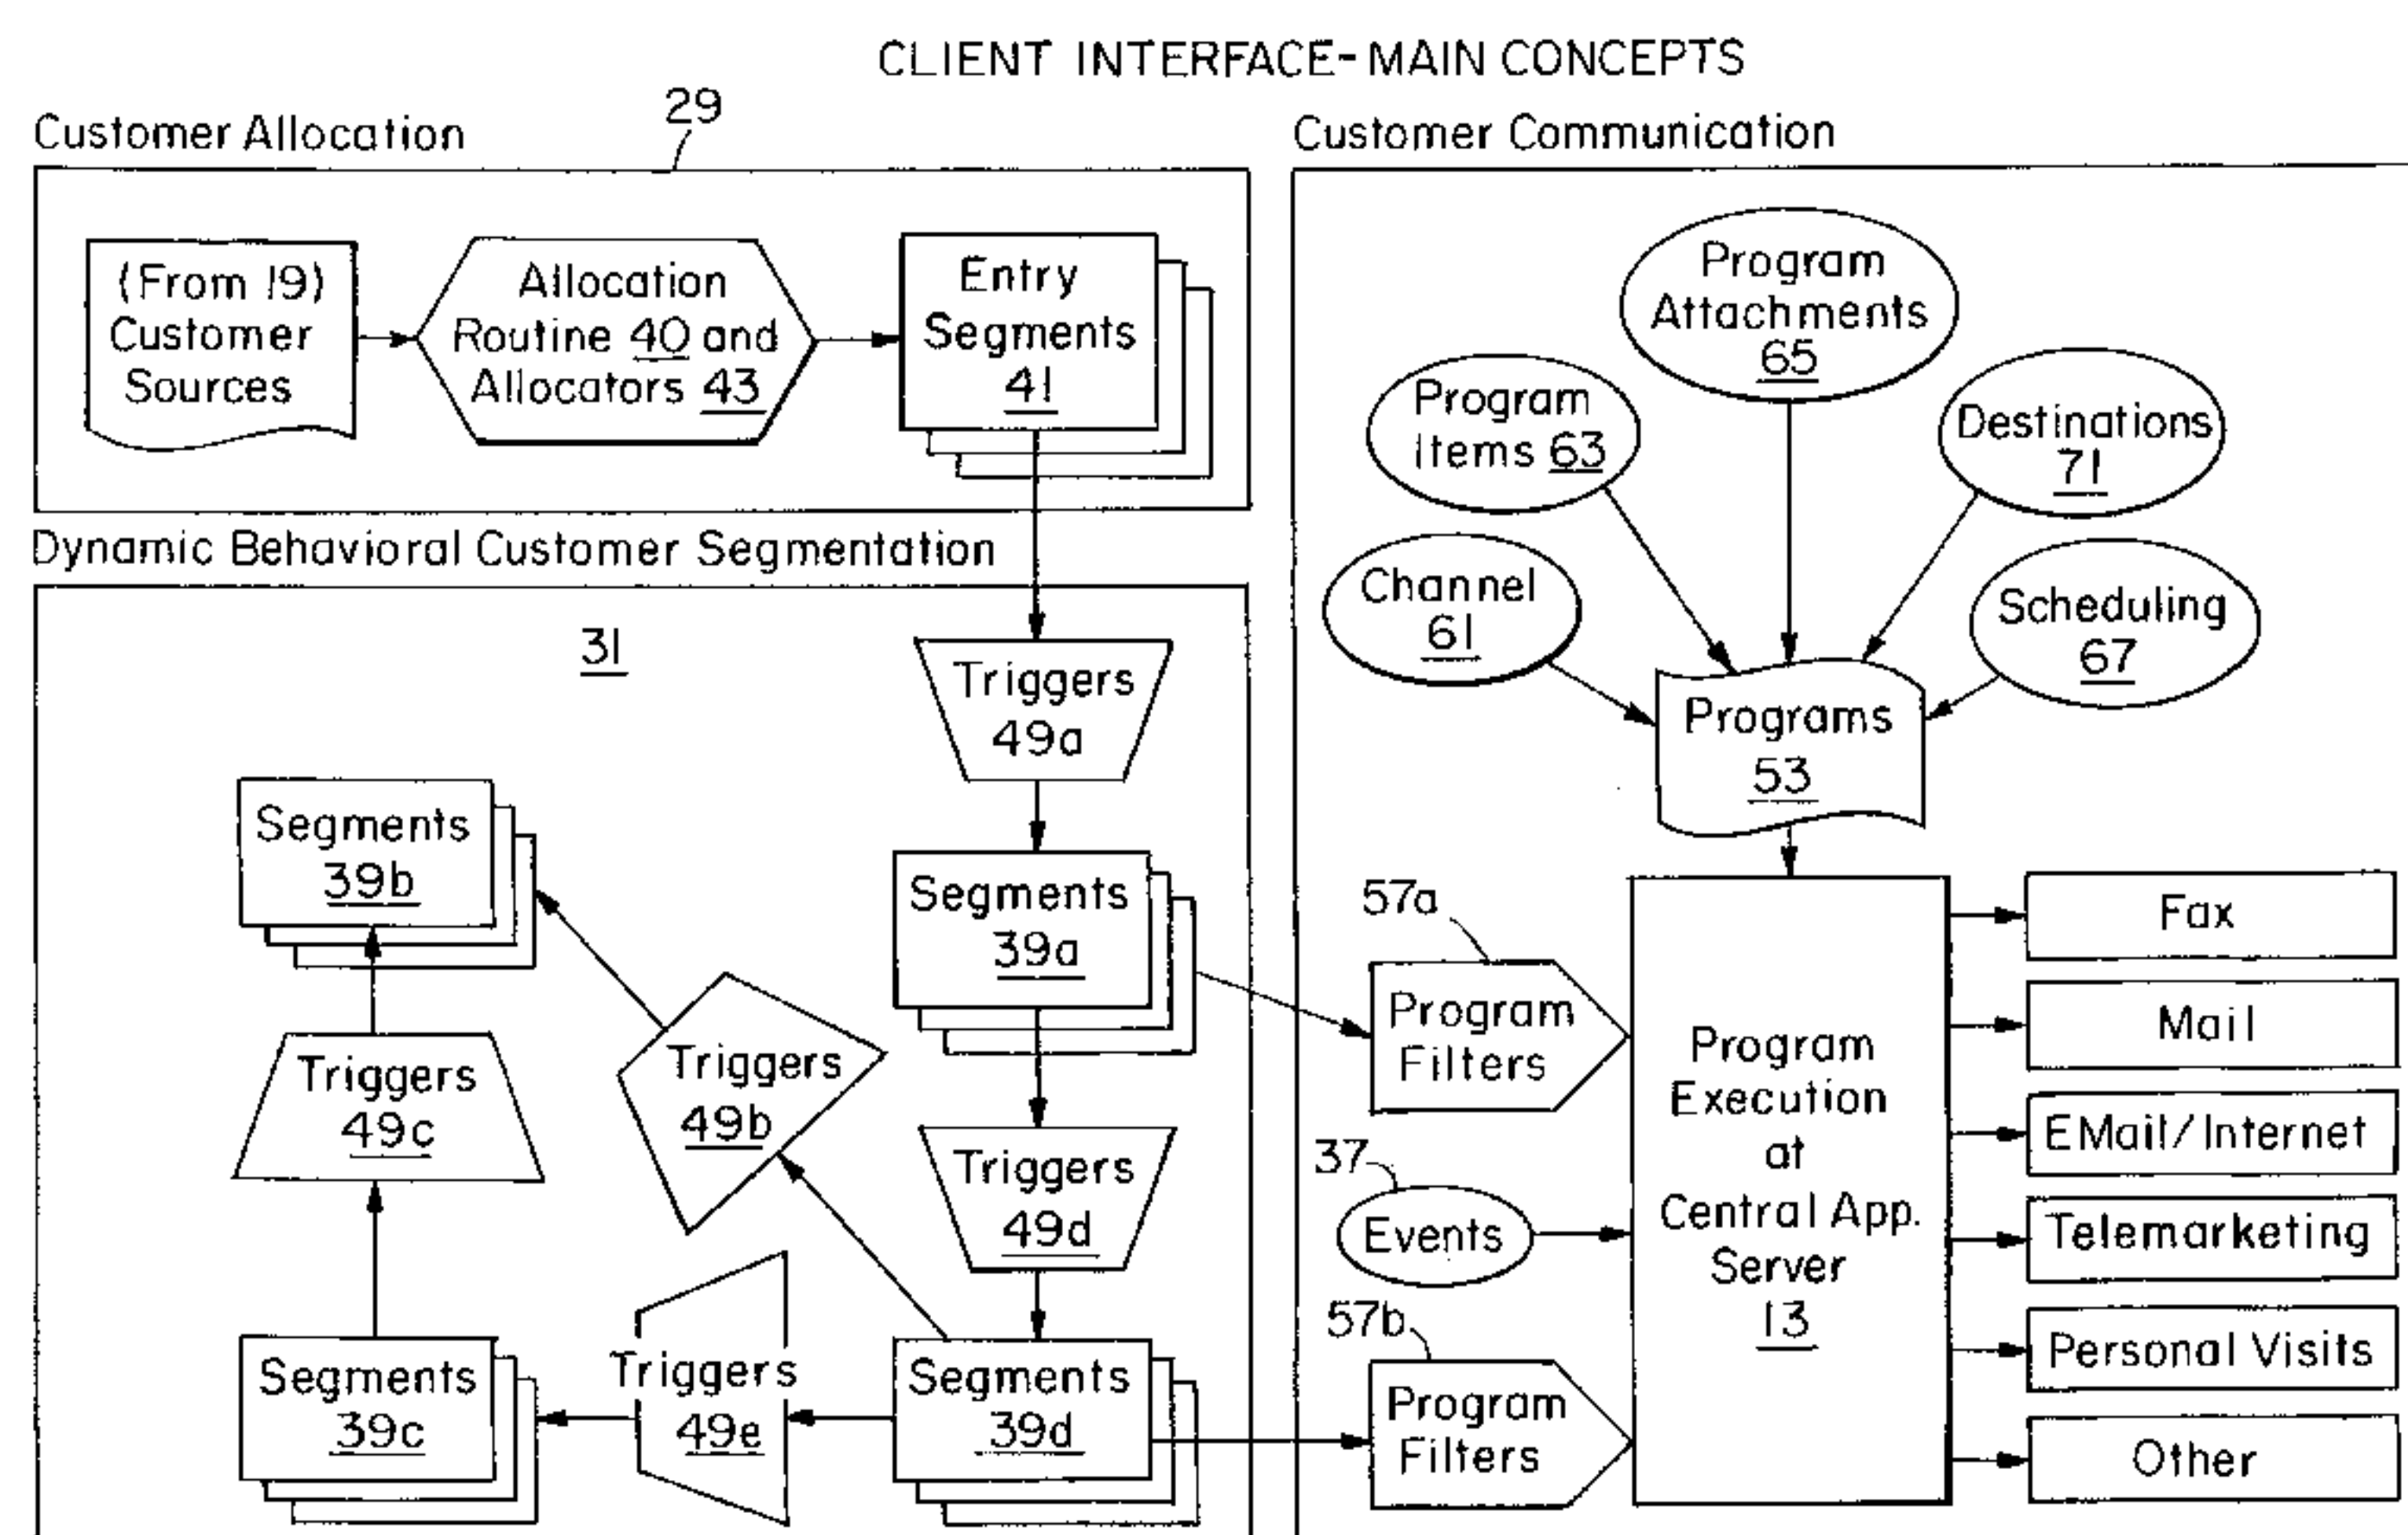 CLIENT INTERFACE-MAIN CONCEPTS
Customer Allocation
29
(From 19)
Customer
Sources
Allocation
Routine 40 and
Allocators 43
Entry
Segments
41
Dynamic Behavioral Customer Segmentation
31
Triggers
49a
Segments
39a
Segments
39b
Triggers
49b
Triggers
49c
Triggers
49d
Segments
39c
Triggers
49e
Segments
39d
Customer Communication
Program
Attachments
65
Program
Items 63
Destinations
71
Channel
61
Scheduling
67
Programs
53
57a
Program
Filters
37
Events
57b
Program
Filters
Program
Execution
at
Central App.
Server
13
Fax
Mail
EMail/Internet
Telemarketing
Personal Visits
Other